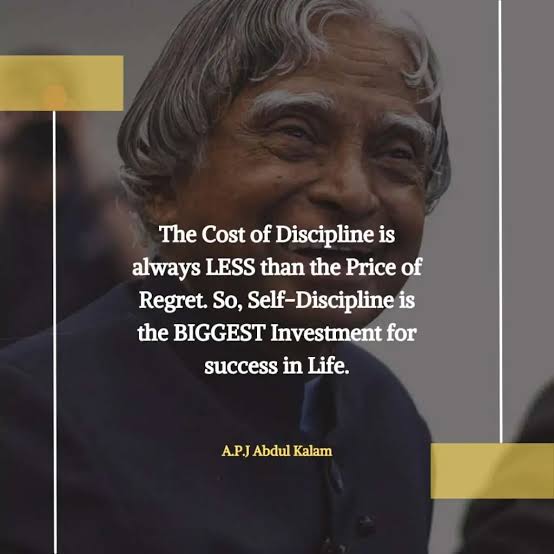 The Cost of Discipline is
always LESS than the Price of
Regret. So, Self-Discipline is
the BIGGEST Investment for
success in Life.
A.P.J Abdul Kalam